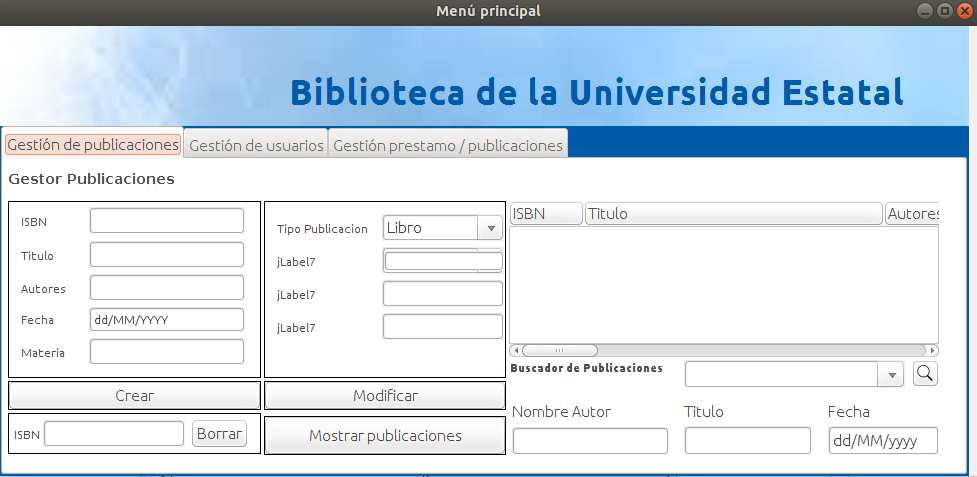 Menú principal
Biblioteca de la Universidad Estatal
Gestión de publicaciones
Gestión de usuarios
Gestión prestamo / publicaciones
Gestor Publicaciones
ISBN
Titulo
Autores
Fecha
dd/MM/YYYY
Materia
Crear
ISBN
Borrar
Tipo Publicacion
Libro
jLabel7
jLabel7
jLabel7
Modificar
Mostrar publicaciones
ISBN
Titulo
Autores
Buscador de Publicaciones
Nombre Autor
Titulo
Fecha
dd/MM/yyyy